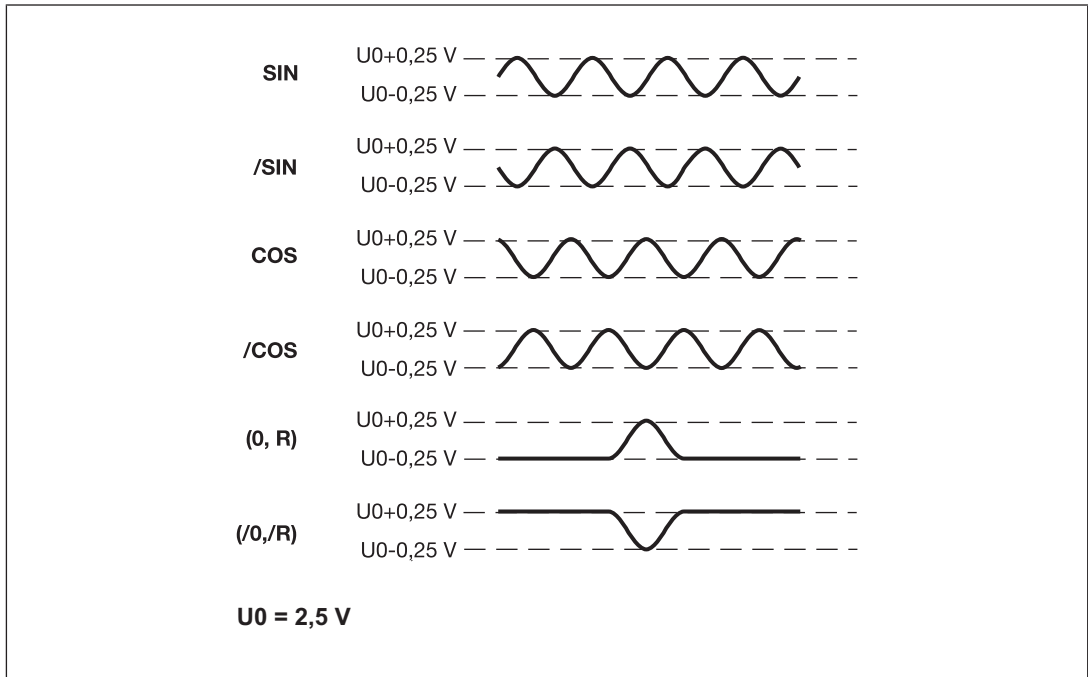 SIN
U0+0,25 V
U0-0,25 V
/SIN
U0+0,25 V
U0-0,25 V
COS
U0+0,25 V
U0-0,25 V
/COS
U0+0,25 V
U0-0,25 V
(0, R)
U0+0,25 V
U0-0,25 V
(/0,/R)
U0+0,25 V
U0-0,25 V
U0 = 2,5 V